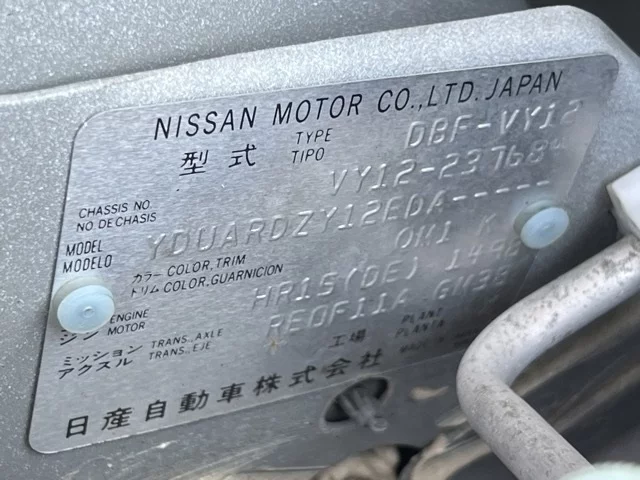 NISSAN MOTOR CO.,LTD. JAPAN
型式 TYPE TIPO DBF-VY12
CHASSIS NO. NO. DE CHASIS VY12-237684
MODEL MODELO YDUARDZY12EDA-----
カラー COLOR, TRIM トリム COLOR, GUARNICION OM1 K
ENGINE MOTOR HR15(DE)
ミッション TRANS., AXLE アクスル TRANS., EJE RE0F11A
工場 PLANT PLANTA
日産自動車株式会社